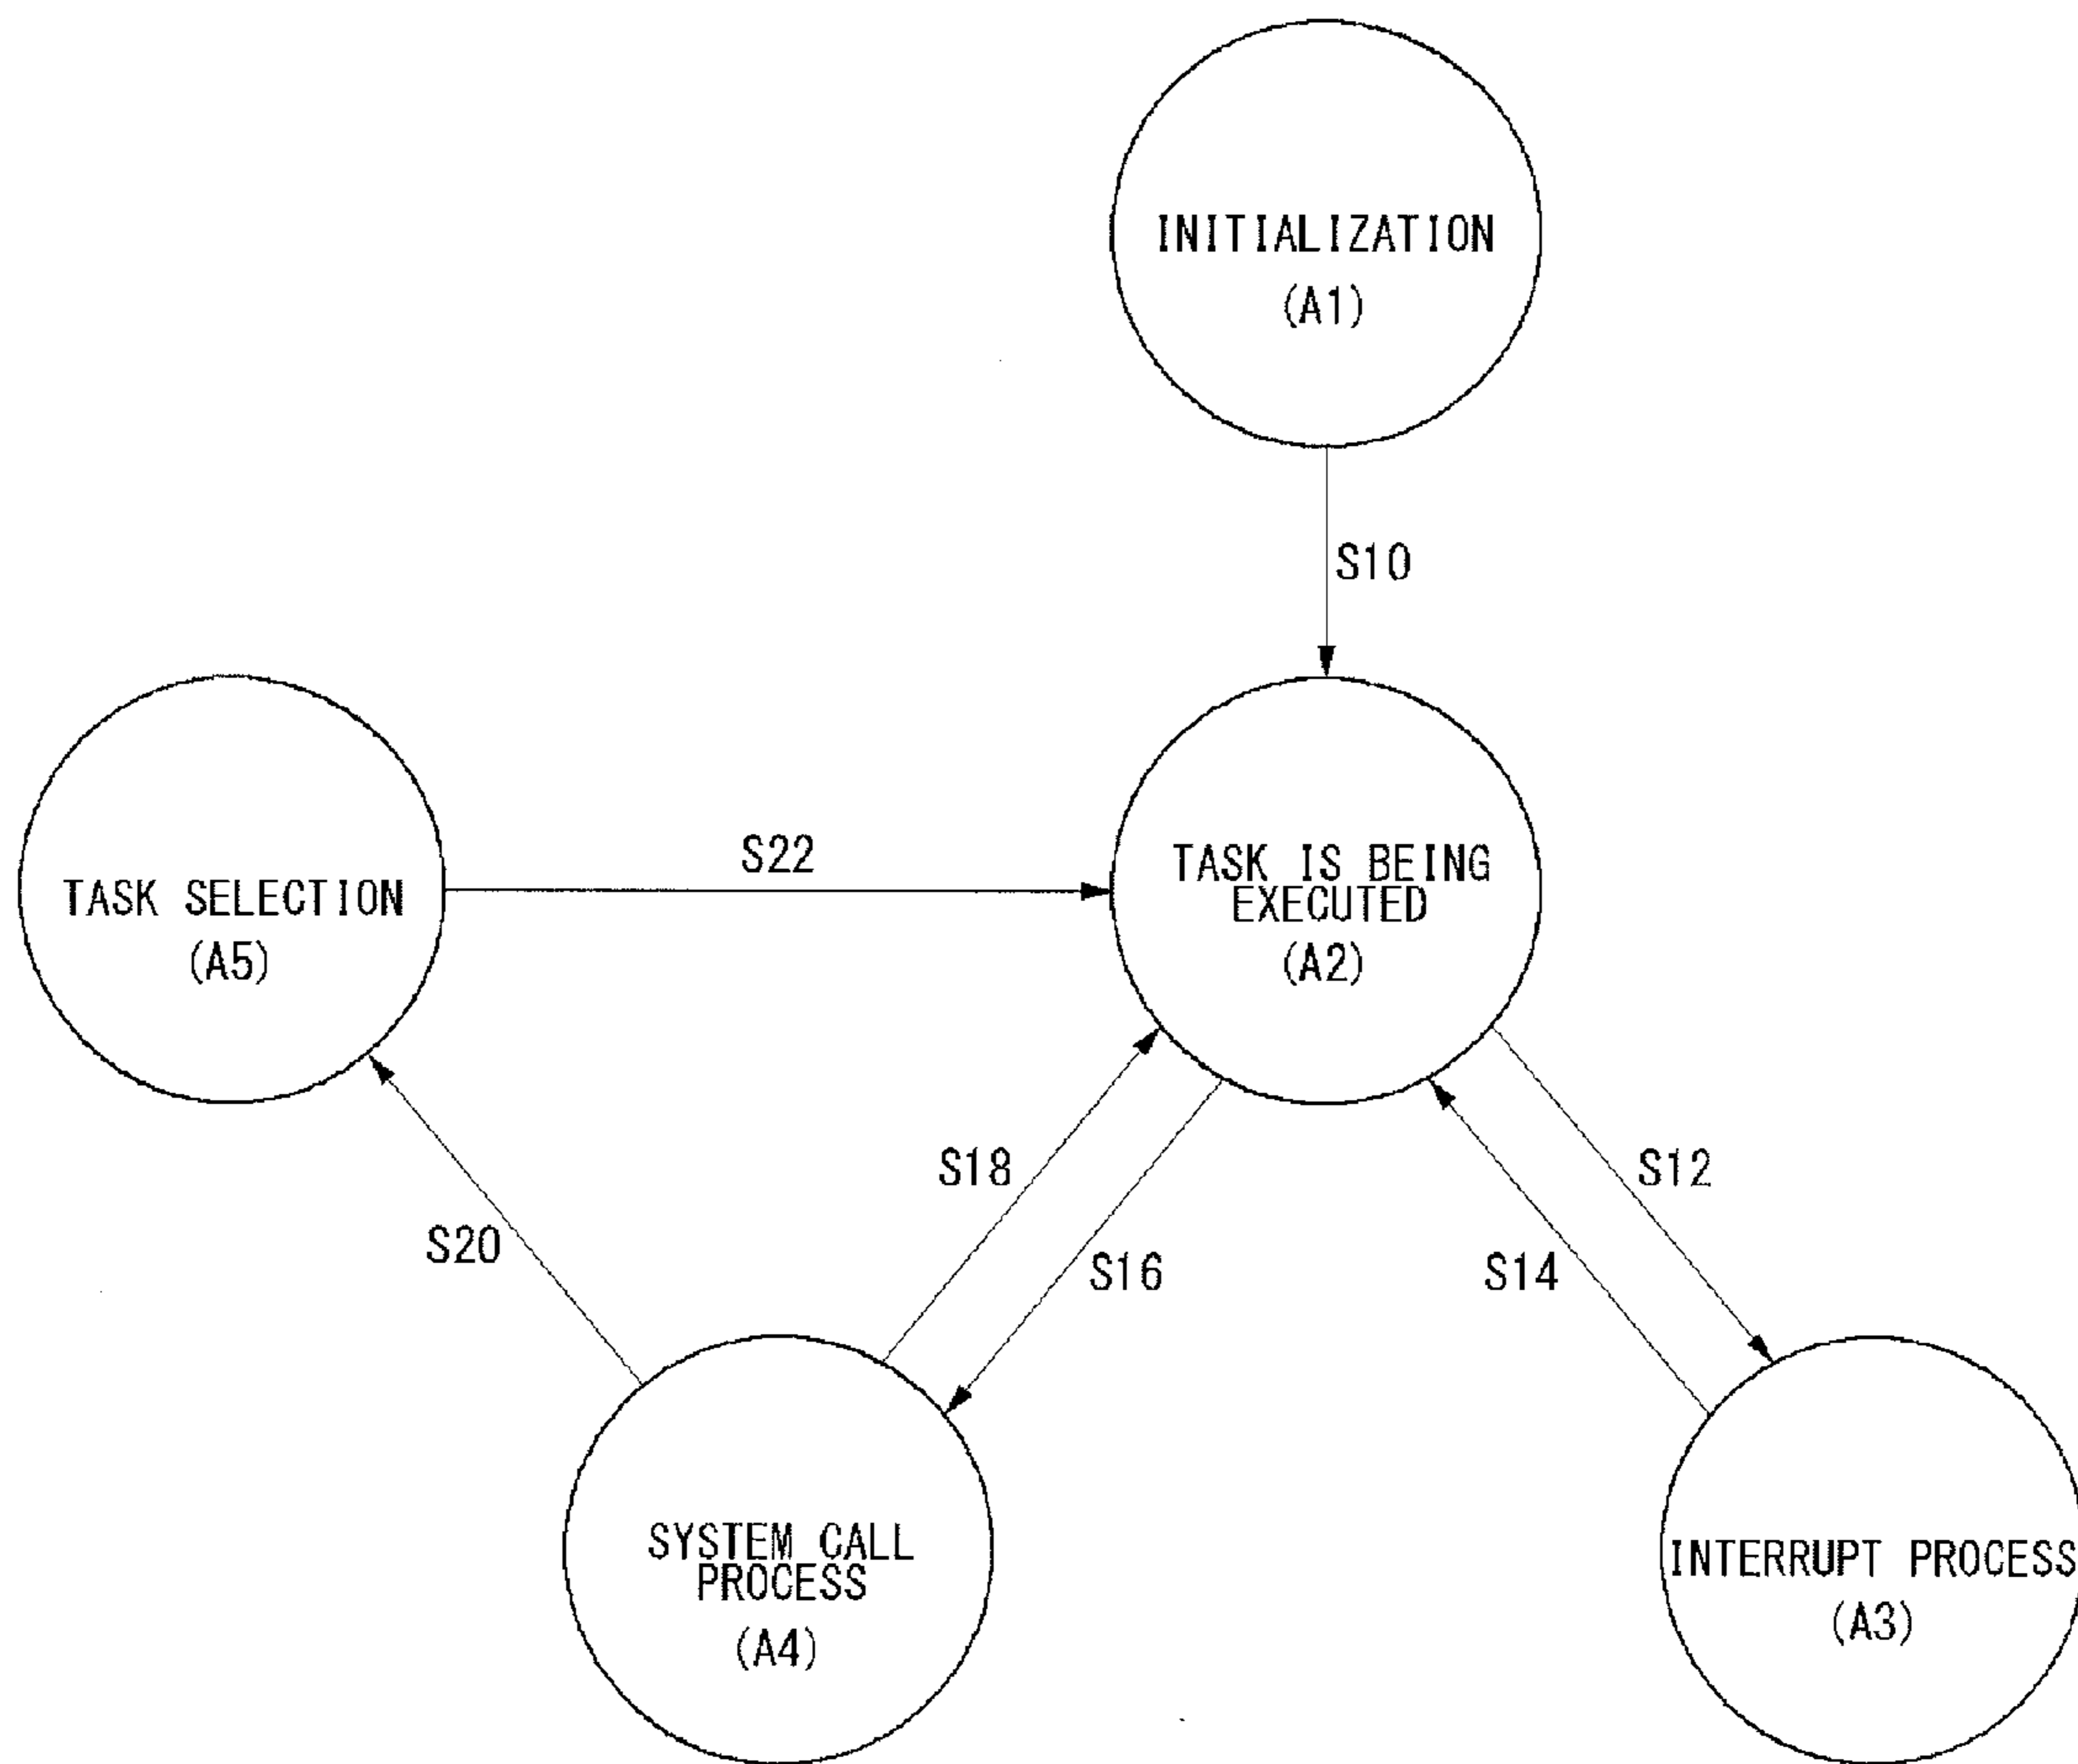 INITIALIZATION
(A1)
S10
TASK SELECTION
(A5)
S22
TASK IS BEING
EXECUTED
(A2)
S18
S16
S20
S12
S14
SYSTEM CALL
PROCESS
(A4)
INTERRUPT PROCESS
(A3)